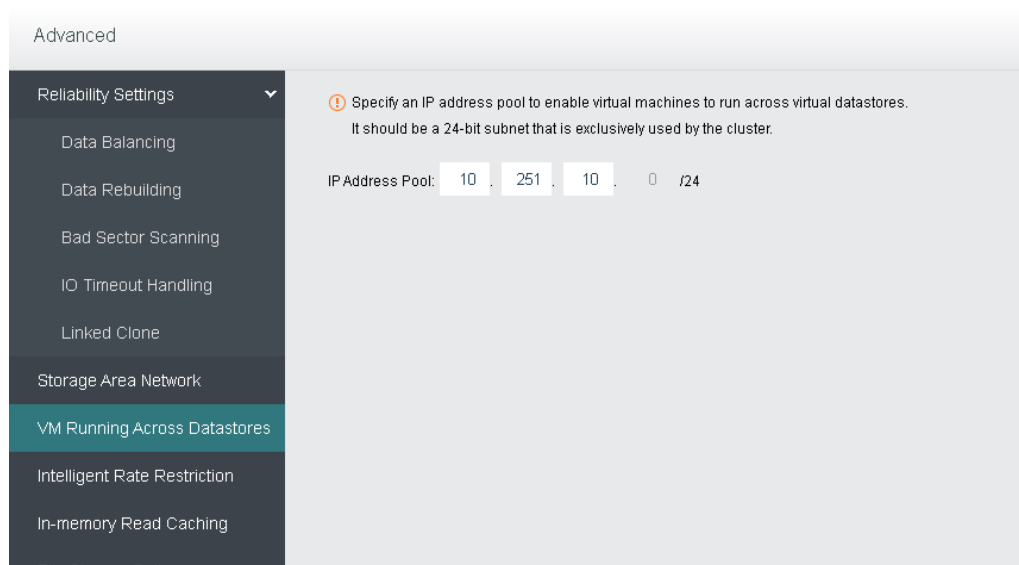 Advanced
Reliability Settings
Data Balancing
Data Rebuilding
Bad Sector Scanning
IO Timeout Handling
Linked Clone
Storage Area Network
VM Running Across Datastores
Intelligent Rate Restriction
In-memory Read Caching
Specify an IP address pool to enable virtual machines to run across virtual datastores.
It should be a 24-bit subnet that is exclusively used by the cluster.
IP Address Pool: 10 . 251 . 10 . 0 /24